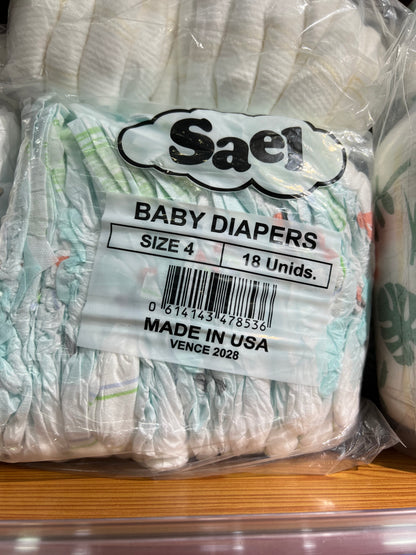 Sael
BABY DIAPERS
SIZE 4 18 Unids.
0 614143 478536
MADE IN USA
VENCE 2028